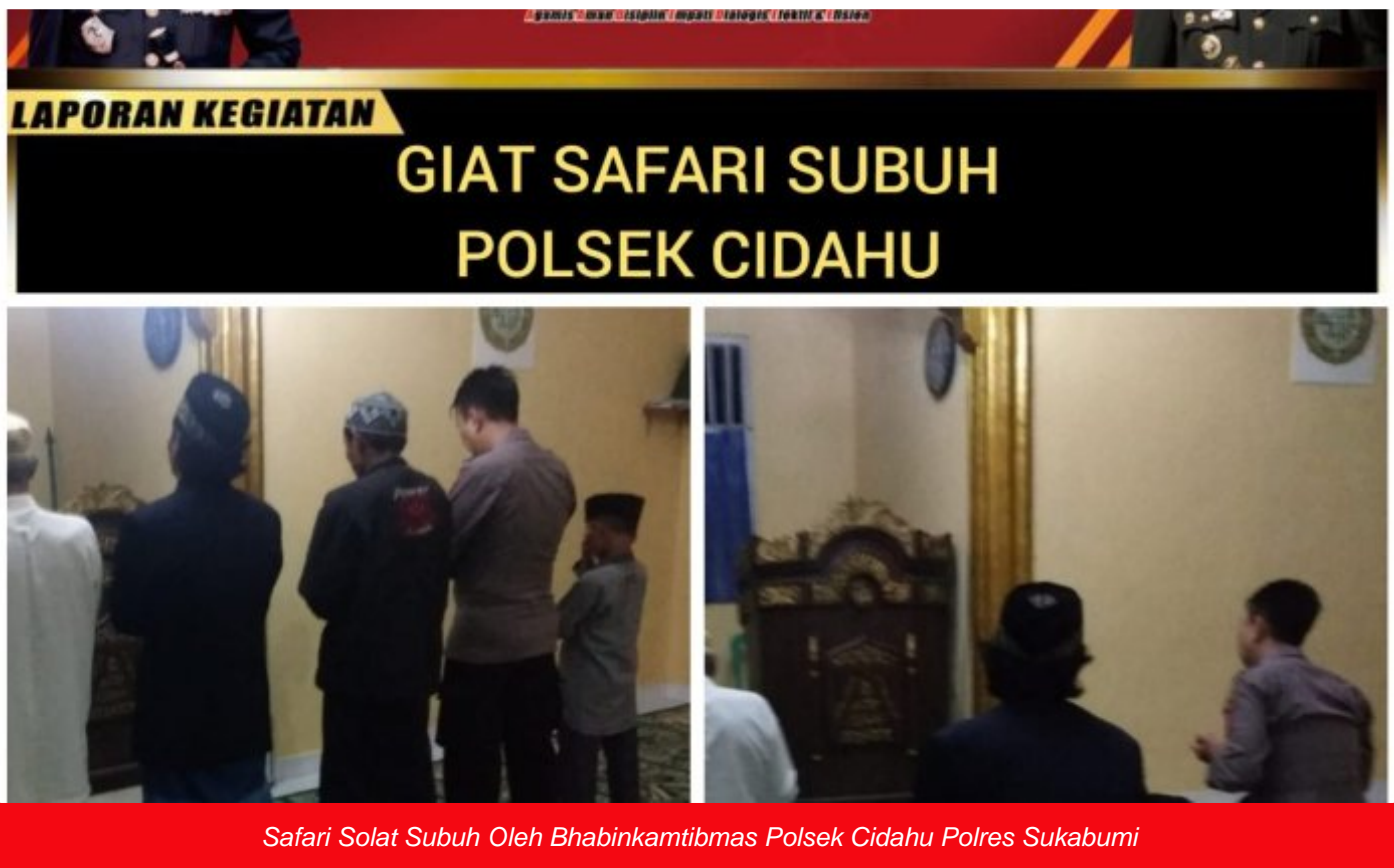 LAPORAN KEGIATAN
GIAT SAFARI SUBUH
POLSEK CIDAHU
Safari Solat Subuh Oleh Bhabinkamtibmas Polsek Cidahu Polres Sukabumi